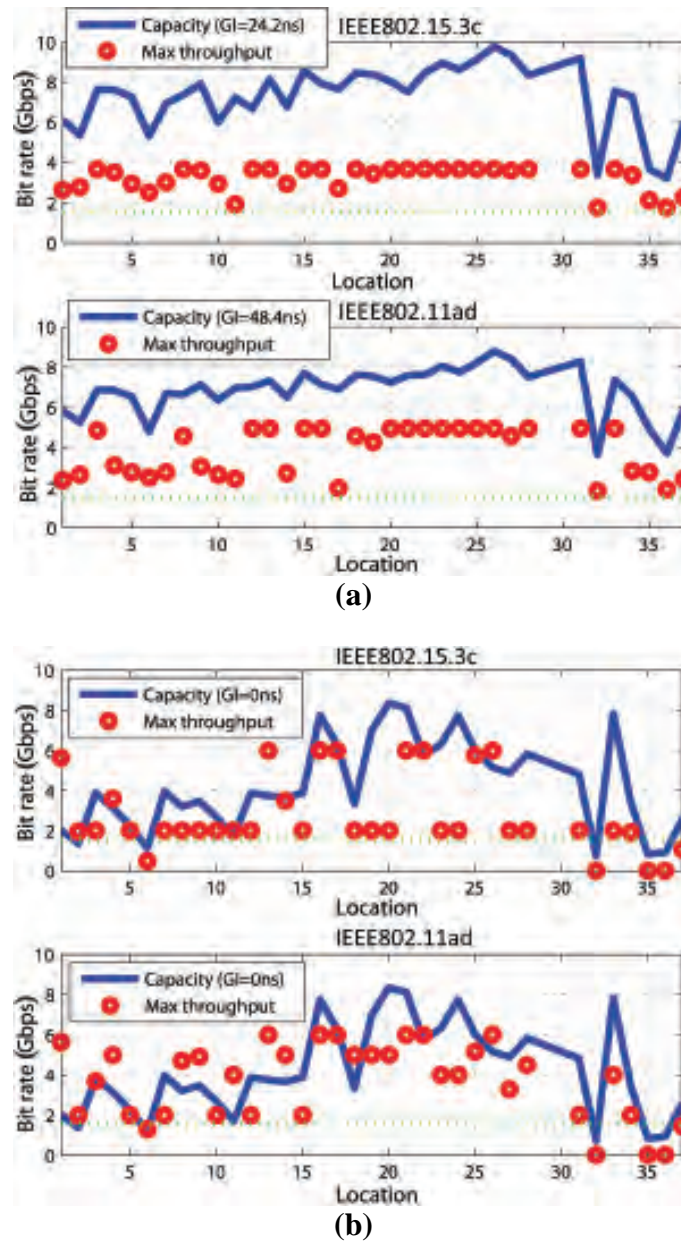 IEEE802.15.3c
Capacity (GI=24.2ns)
Max throughput
Bit rate (Gbps)
10
8
6
4
2
0
5 10 15 20 25 30 35
Location
IEEE802.11ad
Capacity (GI=48.4ns)
Max throughput
Bit rate (Gbps)
10
8
6
4
2
0
5 10 15 20 25 30 35
Location
(a)
IEEE802.15.3c
Capacity (GI=0ns)
Max throughput
Bit rate (Gbps)
10
8
6
4
2
0
5 10 15 20 25 30 35
Location
IEEE802.11ad
Capacity (GI=0ns)
Max throughput
Bit rate (Gbps)
10
8
6
4
2
0
5 10 15 20 25 30 35
Location
(b)